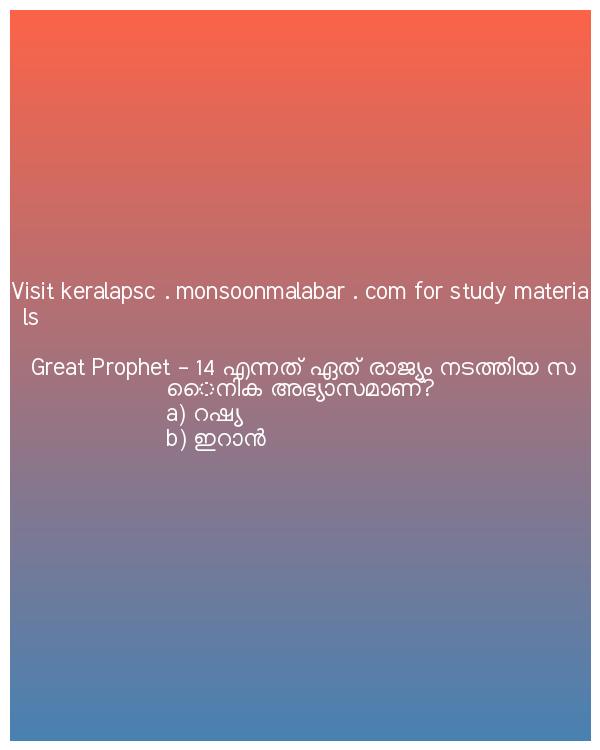 Visit keralapsc . monsoonmalabar . com for study materia
ls
Great Prophet - 14 എന്നത് ഏത് രാജ്യം നടത്തിയ സ
ൈനിക അഭ്യാസമാണ്?
a) റഷ്യ
b) ഇറാൻ